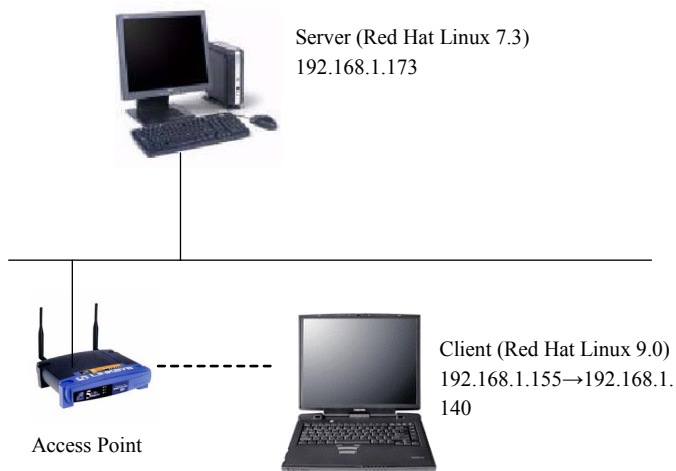 Server (Red Hat Linux 7.3)
192.168.1.173
Client (Red Hat Linux 9.0)
192.168.1.155→192.168.1.
140
Access Point